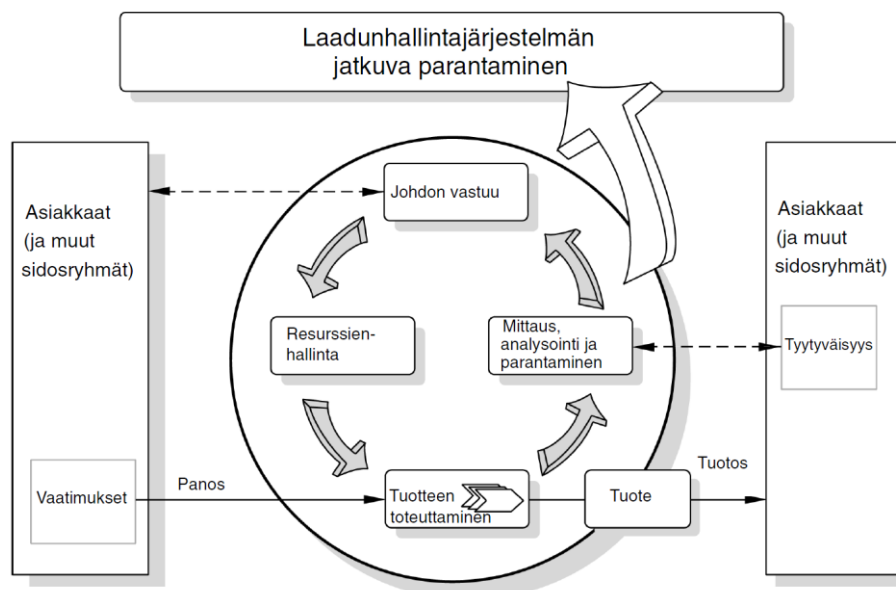 Laadunhallintajärjestelmän
jatkuva parantaminen
Asiakkaat
(ja muut
sidosryhmät)
Johdon vastuu
Asiakkaat
(ja muut
sidosryhmät)
Resurssien-
hallinta
Mittaus,
analysointi ja
parantaminen
Tyytyväisyys
Vaatimukset
Panos
Tuotteen
toteuttaminen
Tuote
Tuotos